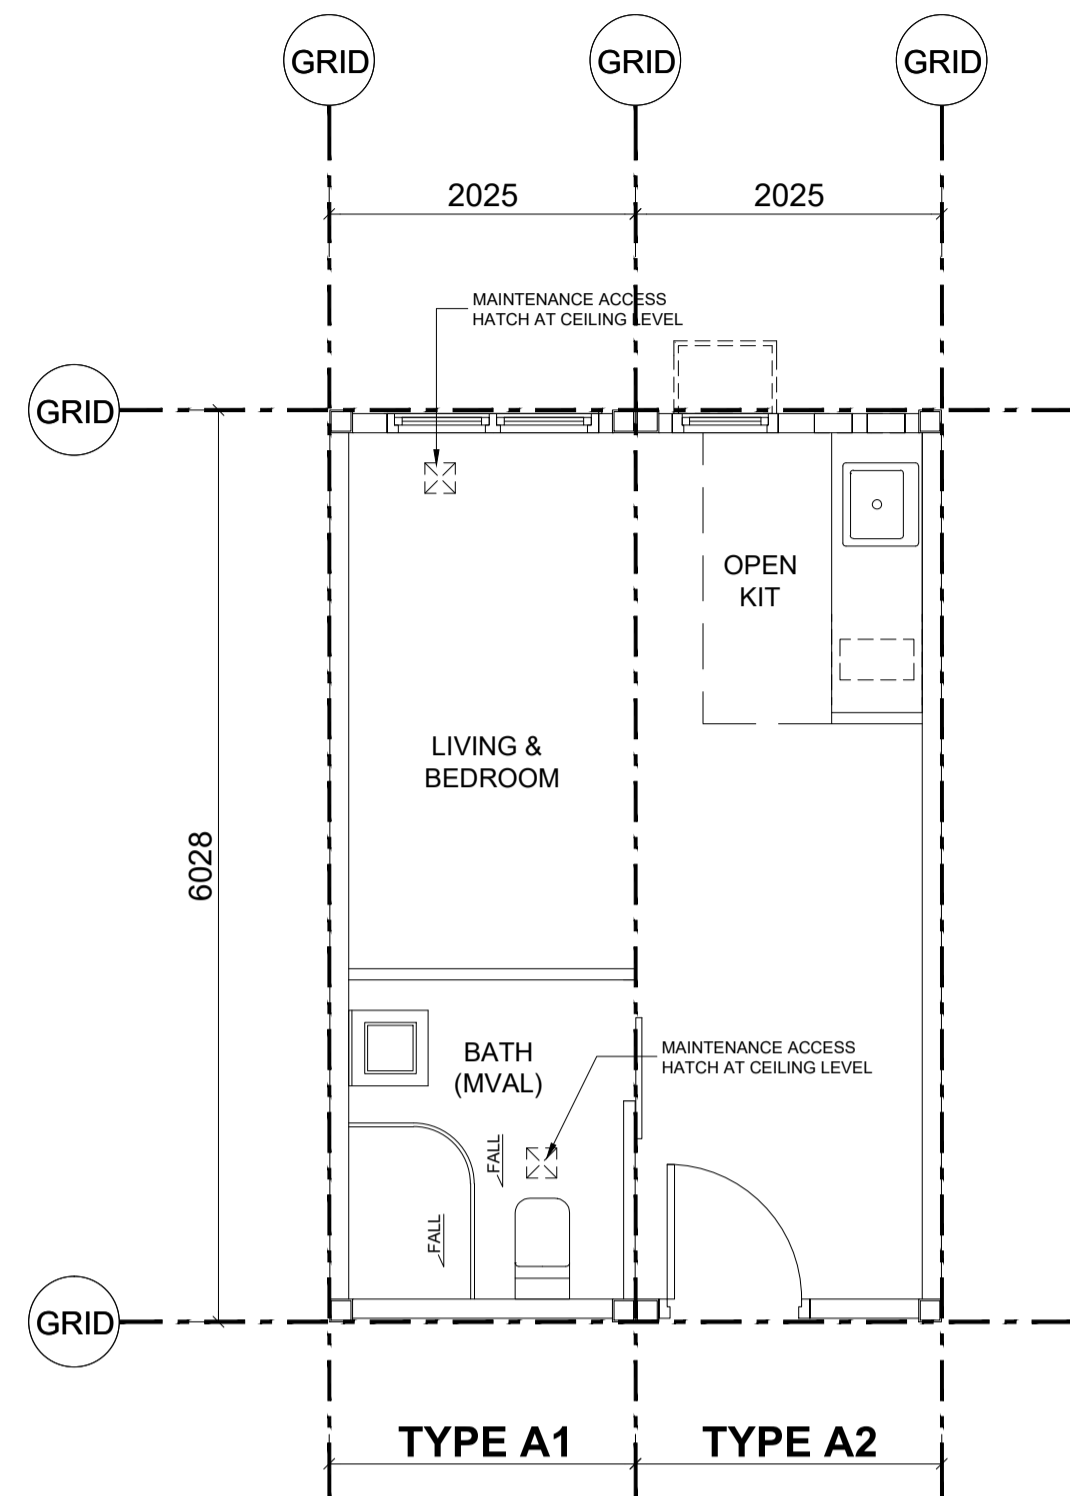 GRID GRID GRID
2025 2025
MAINTENANCE ACCESS
HATCH AT CEILING LEVEL
GRID
OPEN
KIT
LIVING &
BEDROOM
6028
BATH
(MVAL)
MAINTENANCE ACCESS
HATCH AT CEILING LEVEL
FALL
FALL
GRID
TYPE A1 TYPE A2